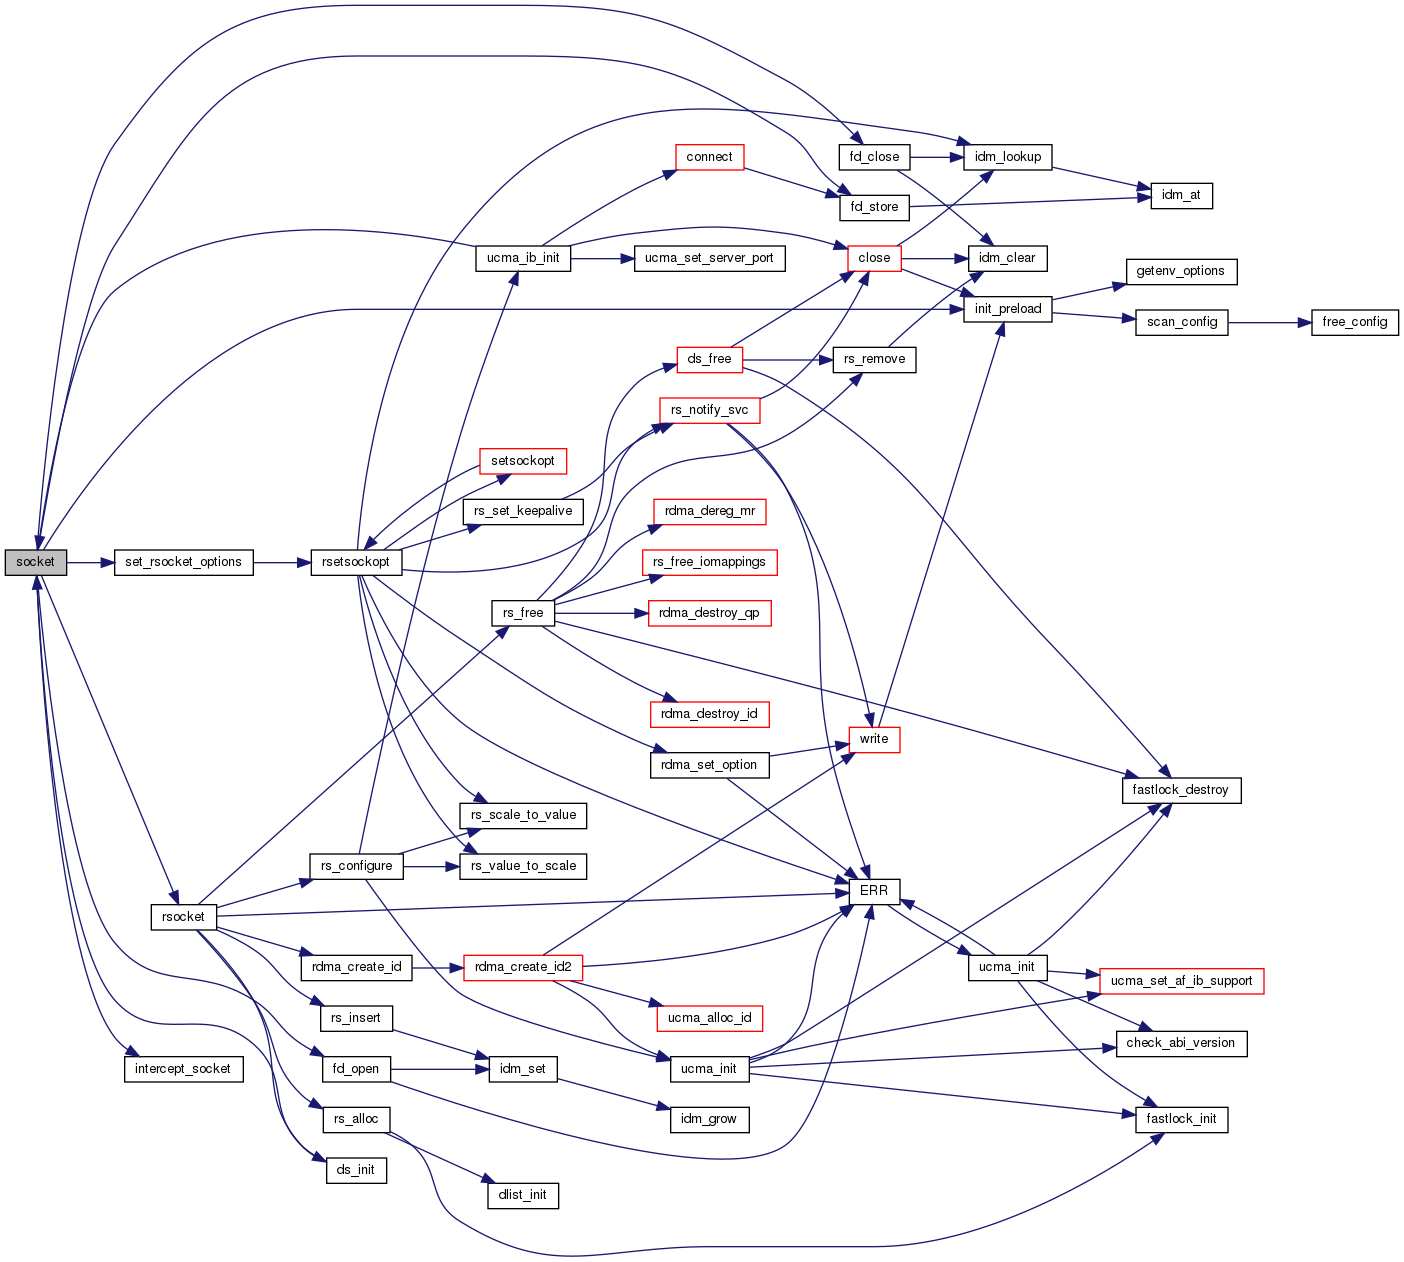 fd_close
connect
idm_lookup
fd_store
idm_at
ucma_ib_init
ucma_set_server_port
close
idm_clear
getenv_options
init_preload
scan_config
free_config
ds_free
rs_remove
rs_notify_svc
setsockopt
rs_set_keepalive
rdma_dereg_mr
socket
set_rsocket_options
rsetsockopt
rs_free_iomappings
rs_free
rdma_destroy_qp
rdma_destroy_id
write
rdma_set_option
fastlock_destroy
rs_scale_to_value
rs_configure
rs_value_to_scale
ERR
rsocket
rdma_create_id
rdma_create_id2
ucma_init
ucma_set_af_ib_support
rs_insert
ucma_alloc_id
check_abi_version
intercept_socket
fd_open
idm_set
ucma_init
rs_alloc
idm_grow
fastlock_init
ds_init
dlist_init